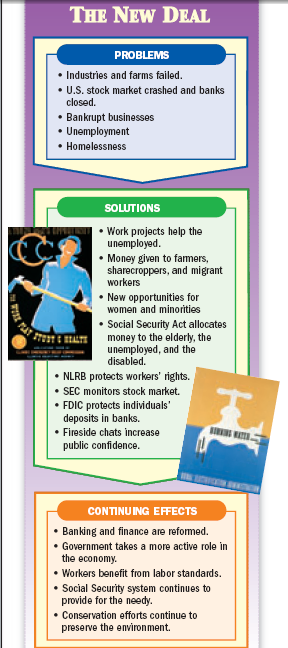 THE NEW DEAL
PROBLEMS
• Industries and farms failed.
• U.S. stock market crashed and banks
closed.
• Bankrupt businesses
• Unemployment
• Homelessness
SOLUTIONS
• Work projects help the
unemployed.
• Money given to farmers,
sharecroppers, and migrant
workers
• New opportunities for
women and minorities
• Social Security Act allocates
money to the elderly, the
unemployed, and the
disabled.
• NLRB protects workers' rights.
• SEC monitors stock market.
• FDIC protects individuals'
deposits in banks.
• Fireside chats increase
public confidence.
CCC
WORK PLAY STUDY & HEALTH
RUNNING WATER
RURAL ELECTRIFICATION ADMINISTRATION
CONTINUING EFFECTS
• Banking and finance are reformed.
• Government takes a more active role in
the economy.
• Workers benefit from labor standards.
• Social Security system continues to
provide for the needy.
• Conservation efforts continue to
preserve the environment.